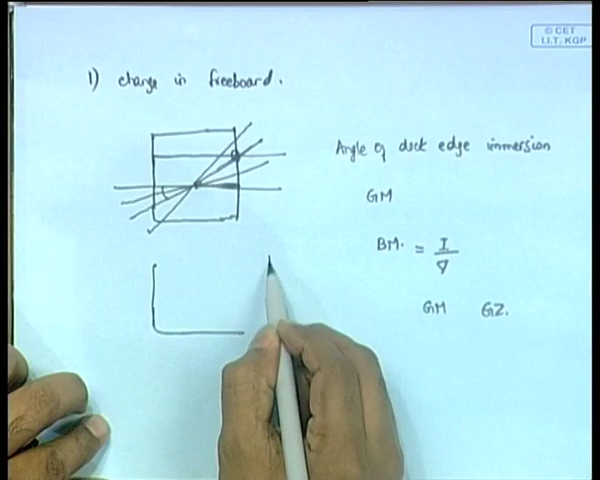 © CET
I.I.T. KGP
1) change in freeboard.
Angle of deck edge immersion
GM
BM. = I / ∇
GM GZ.